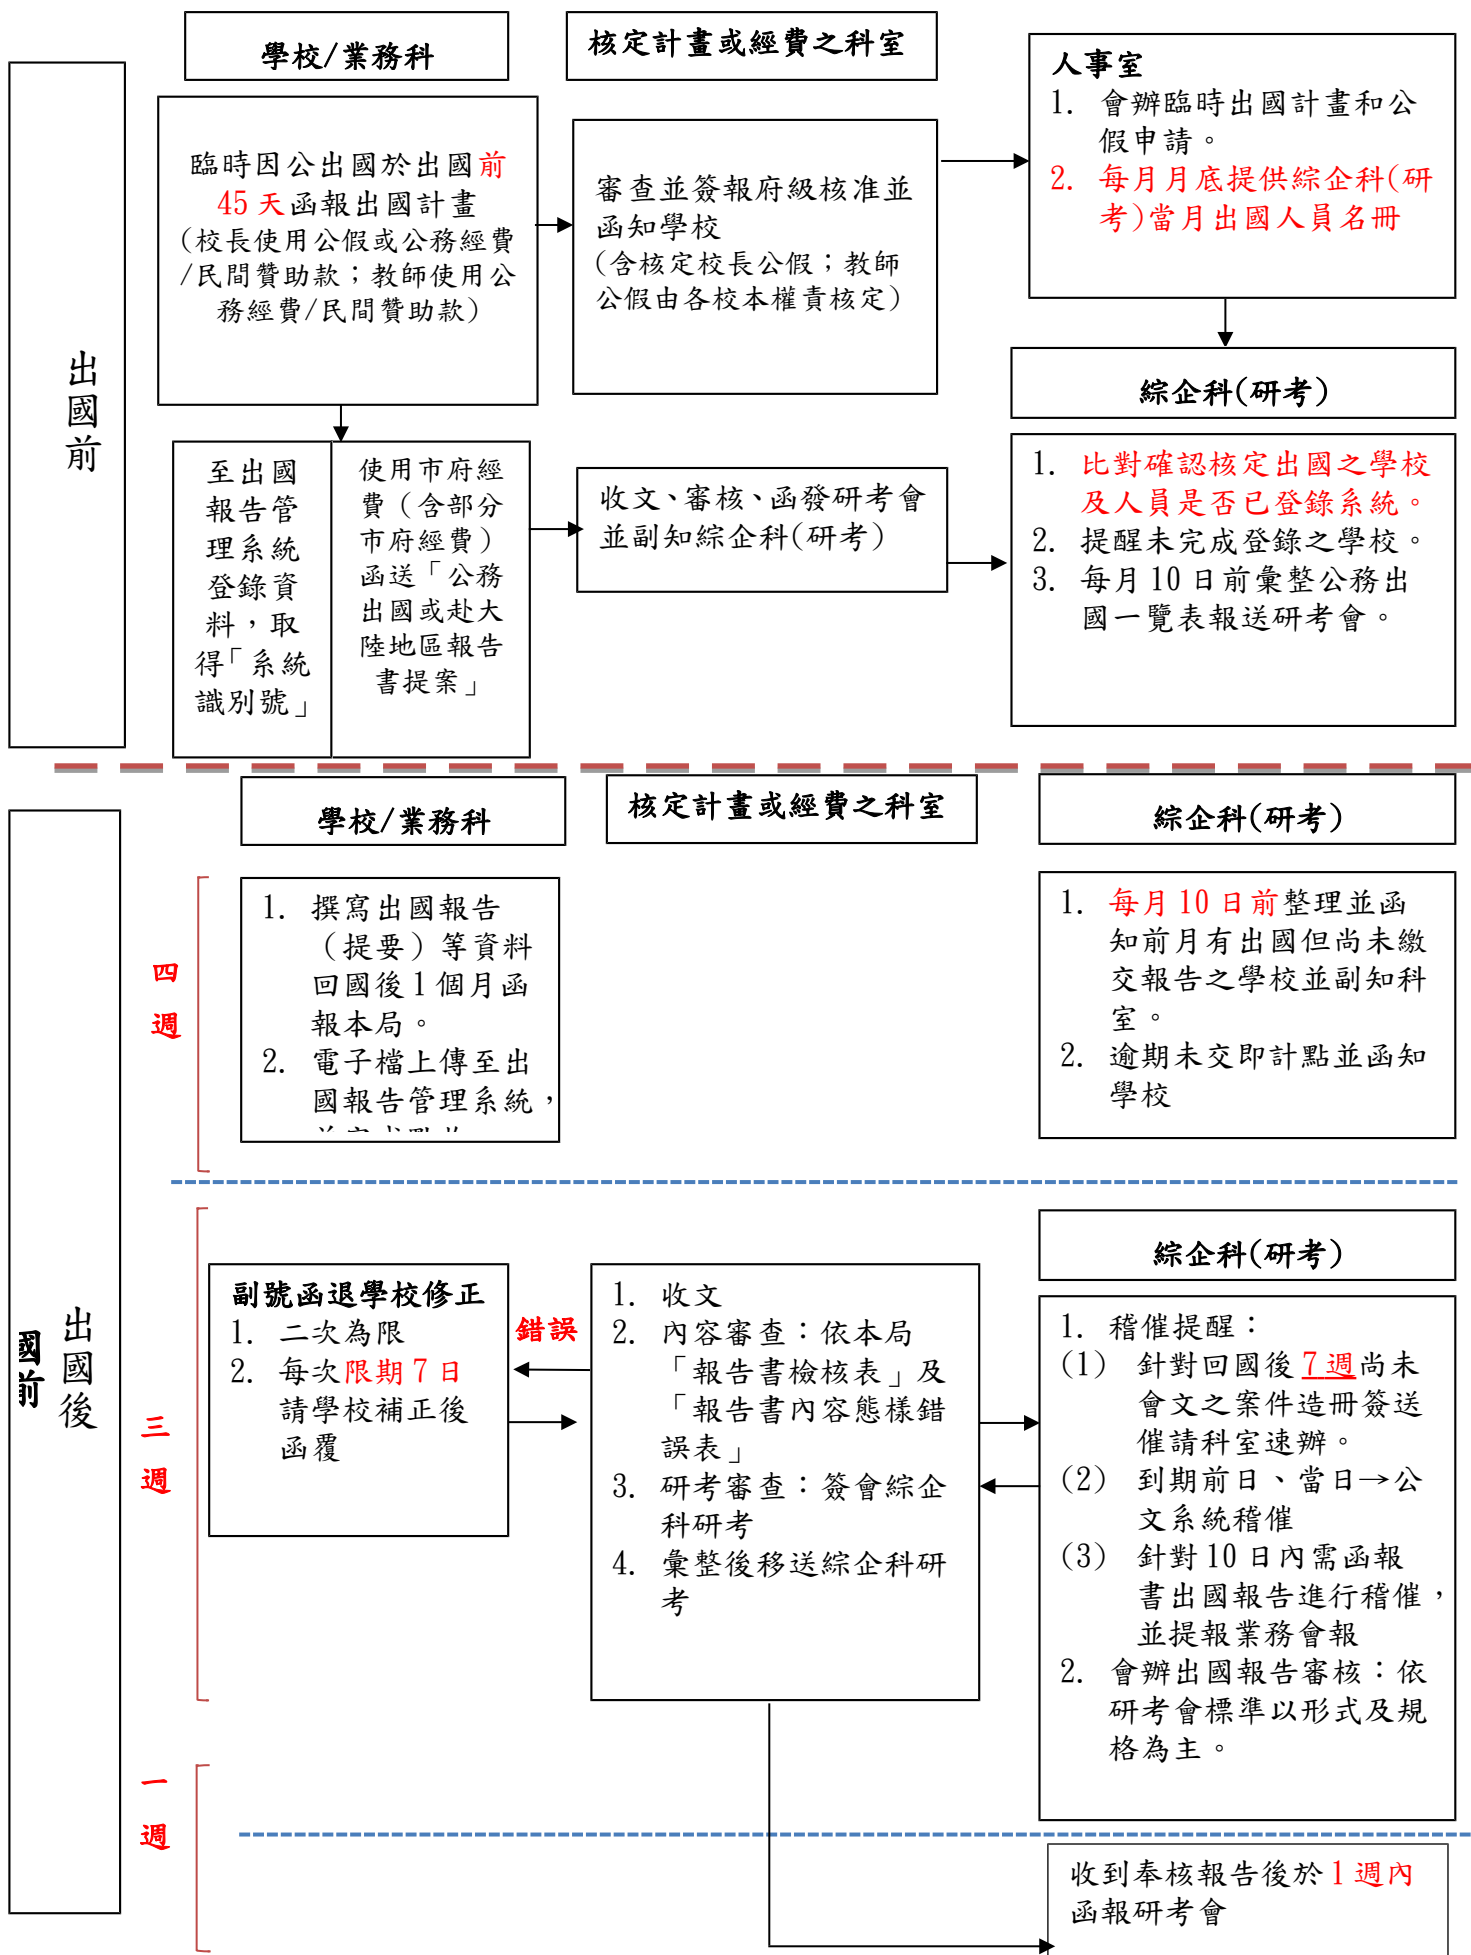 學校/業務科
核定計畫或經費之科室
出國前
臨時因公出國於出國前
45天函報出國計畫
(校長使用公假或公務經費
/民間贊助款；教師使用公
務經費/民間贊助款)
審查並簽報府級核准並
函知學校
(含核定校長公假；教師
公假由各校本權責核定)
人事室
1. 會辦臨時出國計畫和公
假申請。
2. 每月月底提供綜企科(研
考)當月出國人員名冊
綜企科(研考)
至出國
報告管
理系統
登錄資
料，取
得「系統
識別號」
使用市府經
費（含部分
市府經費）
函送「公務
出國或赴大
陸地區報告
書提案」
收文、審核、函發研考會
並副知綜企科(研考)
1. 比對確認核定出國之學校
及人員是否已登錄系統。
2. 提醒未完成登錄之學校。
3. 每月10日前彙整公務出
國一覽表報送研考會。
學校/業務科
核定計畫或經費之科室
綜企科(研考)
出國後
國前
四
週
1. 撰寫出國報告
（提要）等資料
回國後1個月函
報本局。
2. 電子檔上傳至出
國報告管理系統，
1. 每月10日前整理並函
知前月有出國但尚未繳
交報告之學校並副知科
室。
2. 逾期未交即計點並函知
學校
三
週
副號函退學校修正
1. 二次為限
2. 每次限期7日
請學校補正後
函覆
錯誤
1. 收文
2. 內容審查：依本局
「報告書檢核表」及
「報告書內容態樣錯
誤表」
3. 研考審查：簽會綜企
科研考
4. 彙整後移送綜企科研
考
綜企科(研考)
1. 稽催提醒：
(1) 針對回國後7週尚未
會文之案件造冊簽送
催請科室速辦。
(2) 到期前日、當日→公
文系統稽催
(3) 針對10日內需函報
書出國報告進行稽催，
並提報業務會報
2. 會辦出國報告審核：依
研考會標準以形式及規
格為主。
一
週
收到奉核報告後於1週內
函報研考會